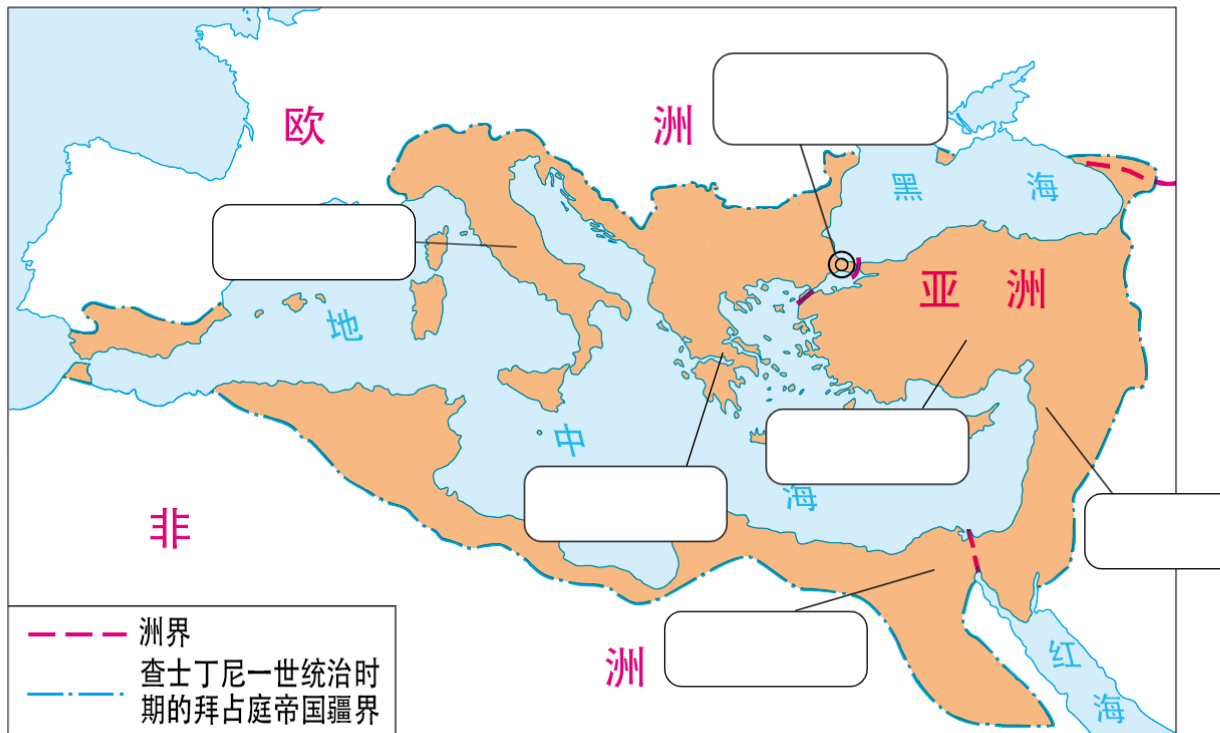 欧 洲
黑 海
亚 洲
地
中
海
非
洲
红
海
洲界
查士丁尼一世统治时
期的拜占庭帝国疆界